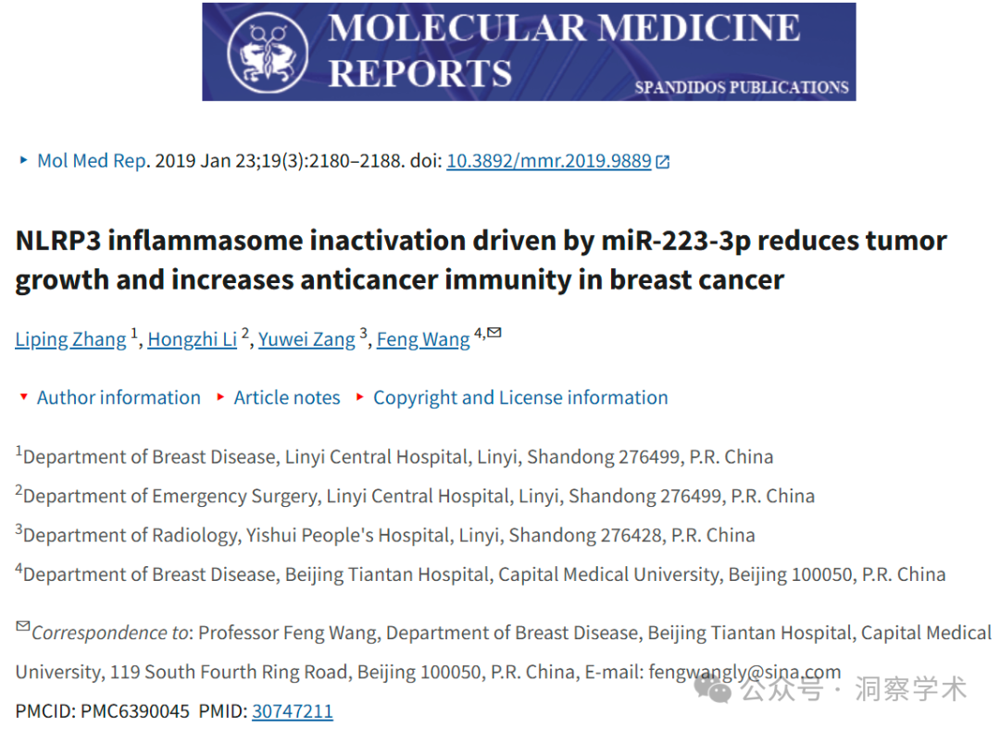 MOLECULAR MEDICINE
REPORTS
SPANDIDOS PUBLICATIONS
Mol Med Rep. 2019 Jan 23;19(3):2180–2188. doi: 10.3892/mmr.2019.9889
NLRP3 inflammasome inactivation driven by miR-223-3p reduces tumor
growth and increases anticancer immunity in breast cancer
Liping Zhang 1, Hongzhi Li 2, Yuwei Zang 3, Feng Wang 4,✉
Author information Article notes Copyright and License information
1Department of Breast Disease, Linyi Central Hospital, Linyi, Shandong 276499, P.R. China
2Department of Emergency Surgery, Linyi Central Hospital, Linyi, Shandong 276499, P.R. China
3Department of Radiology, Yishui People's Hospital, Linyi, Shandong 276428, P.R. China
4Department of Breast Disease, Beijing Tiantan Hospital, Capital Medical University, Beijing 100050, P.R. China
✉Correspondence to: Professor Feng Wang, Department of Breast Disease, Beijing Tiantan Hospital, Capital Medical
University, 119 South Fourth Ring Road, Beijing 100050, P.R. China, E-mail: fengwangly@sina.com
公众号 · 洞察学术
PMCID: PMC6390045 PMID: 30747211